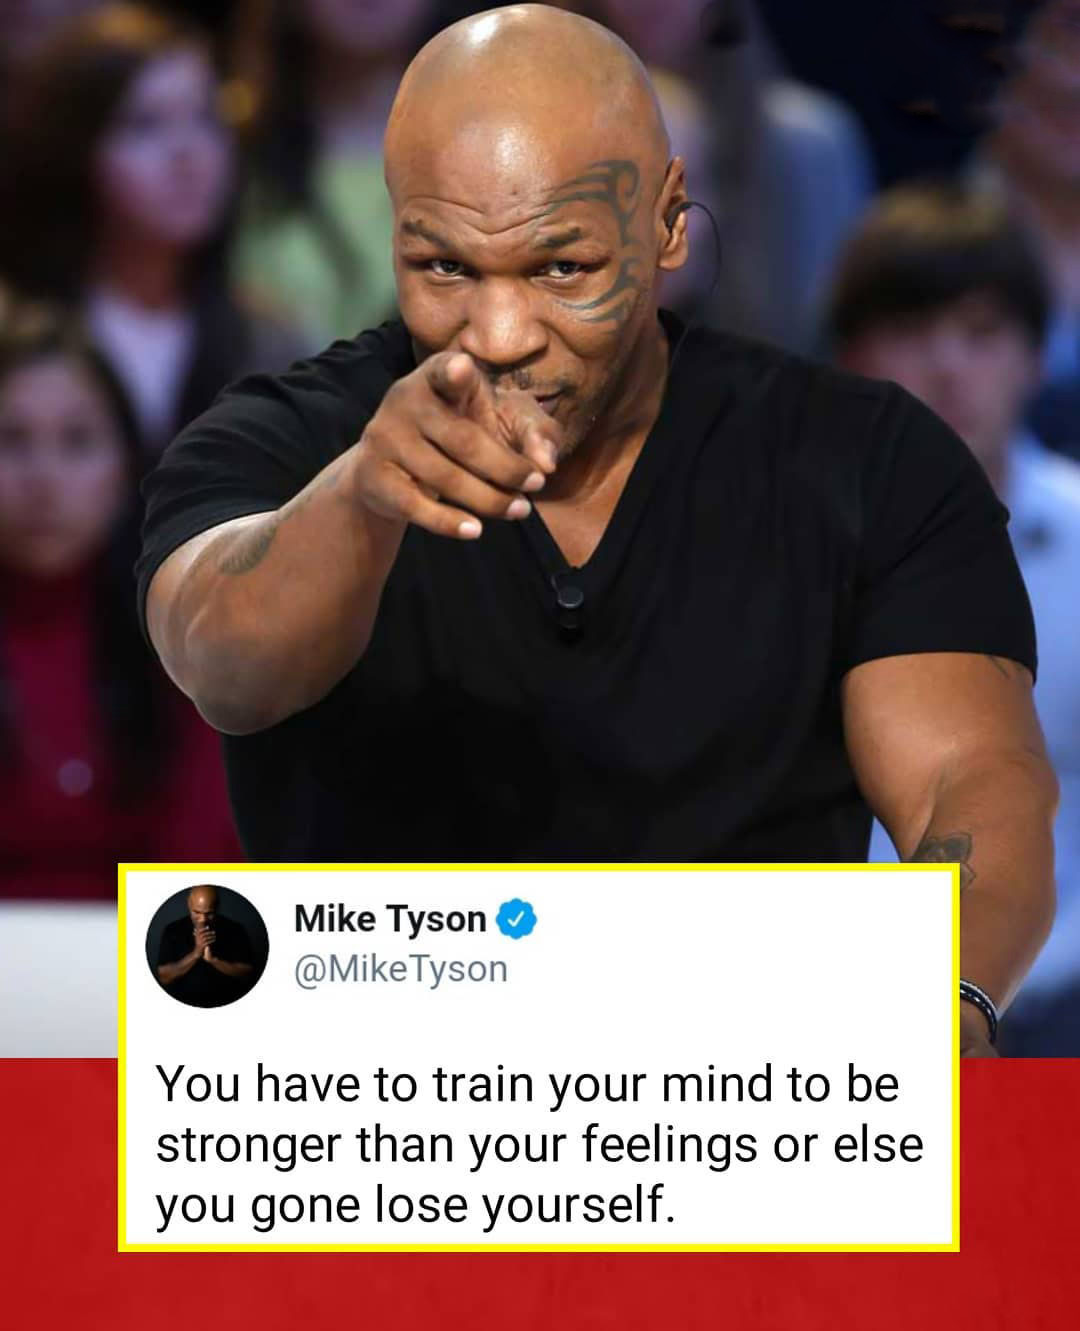 Mike Tyson
@MikeTyson
You have to train your mind to be
stronger than your feelings or else
you gone lose yourself.